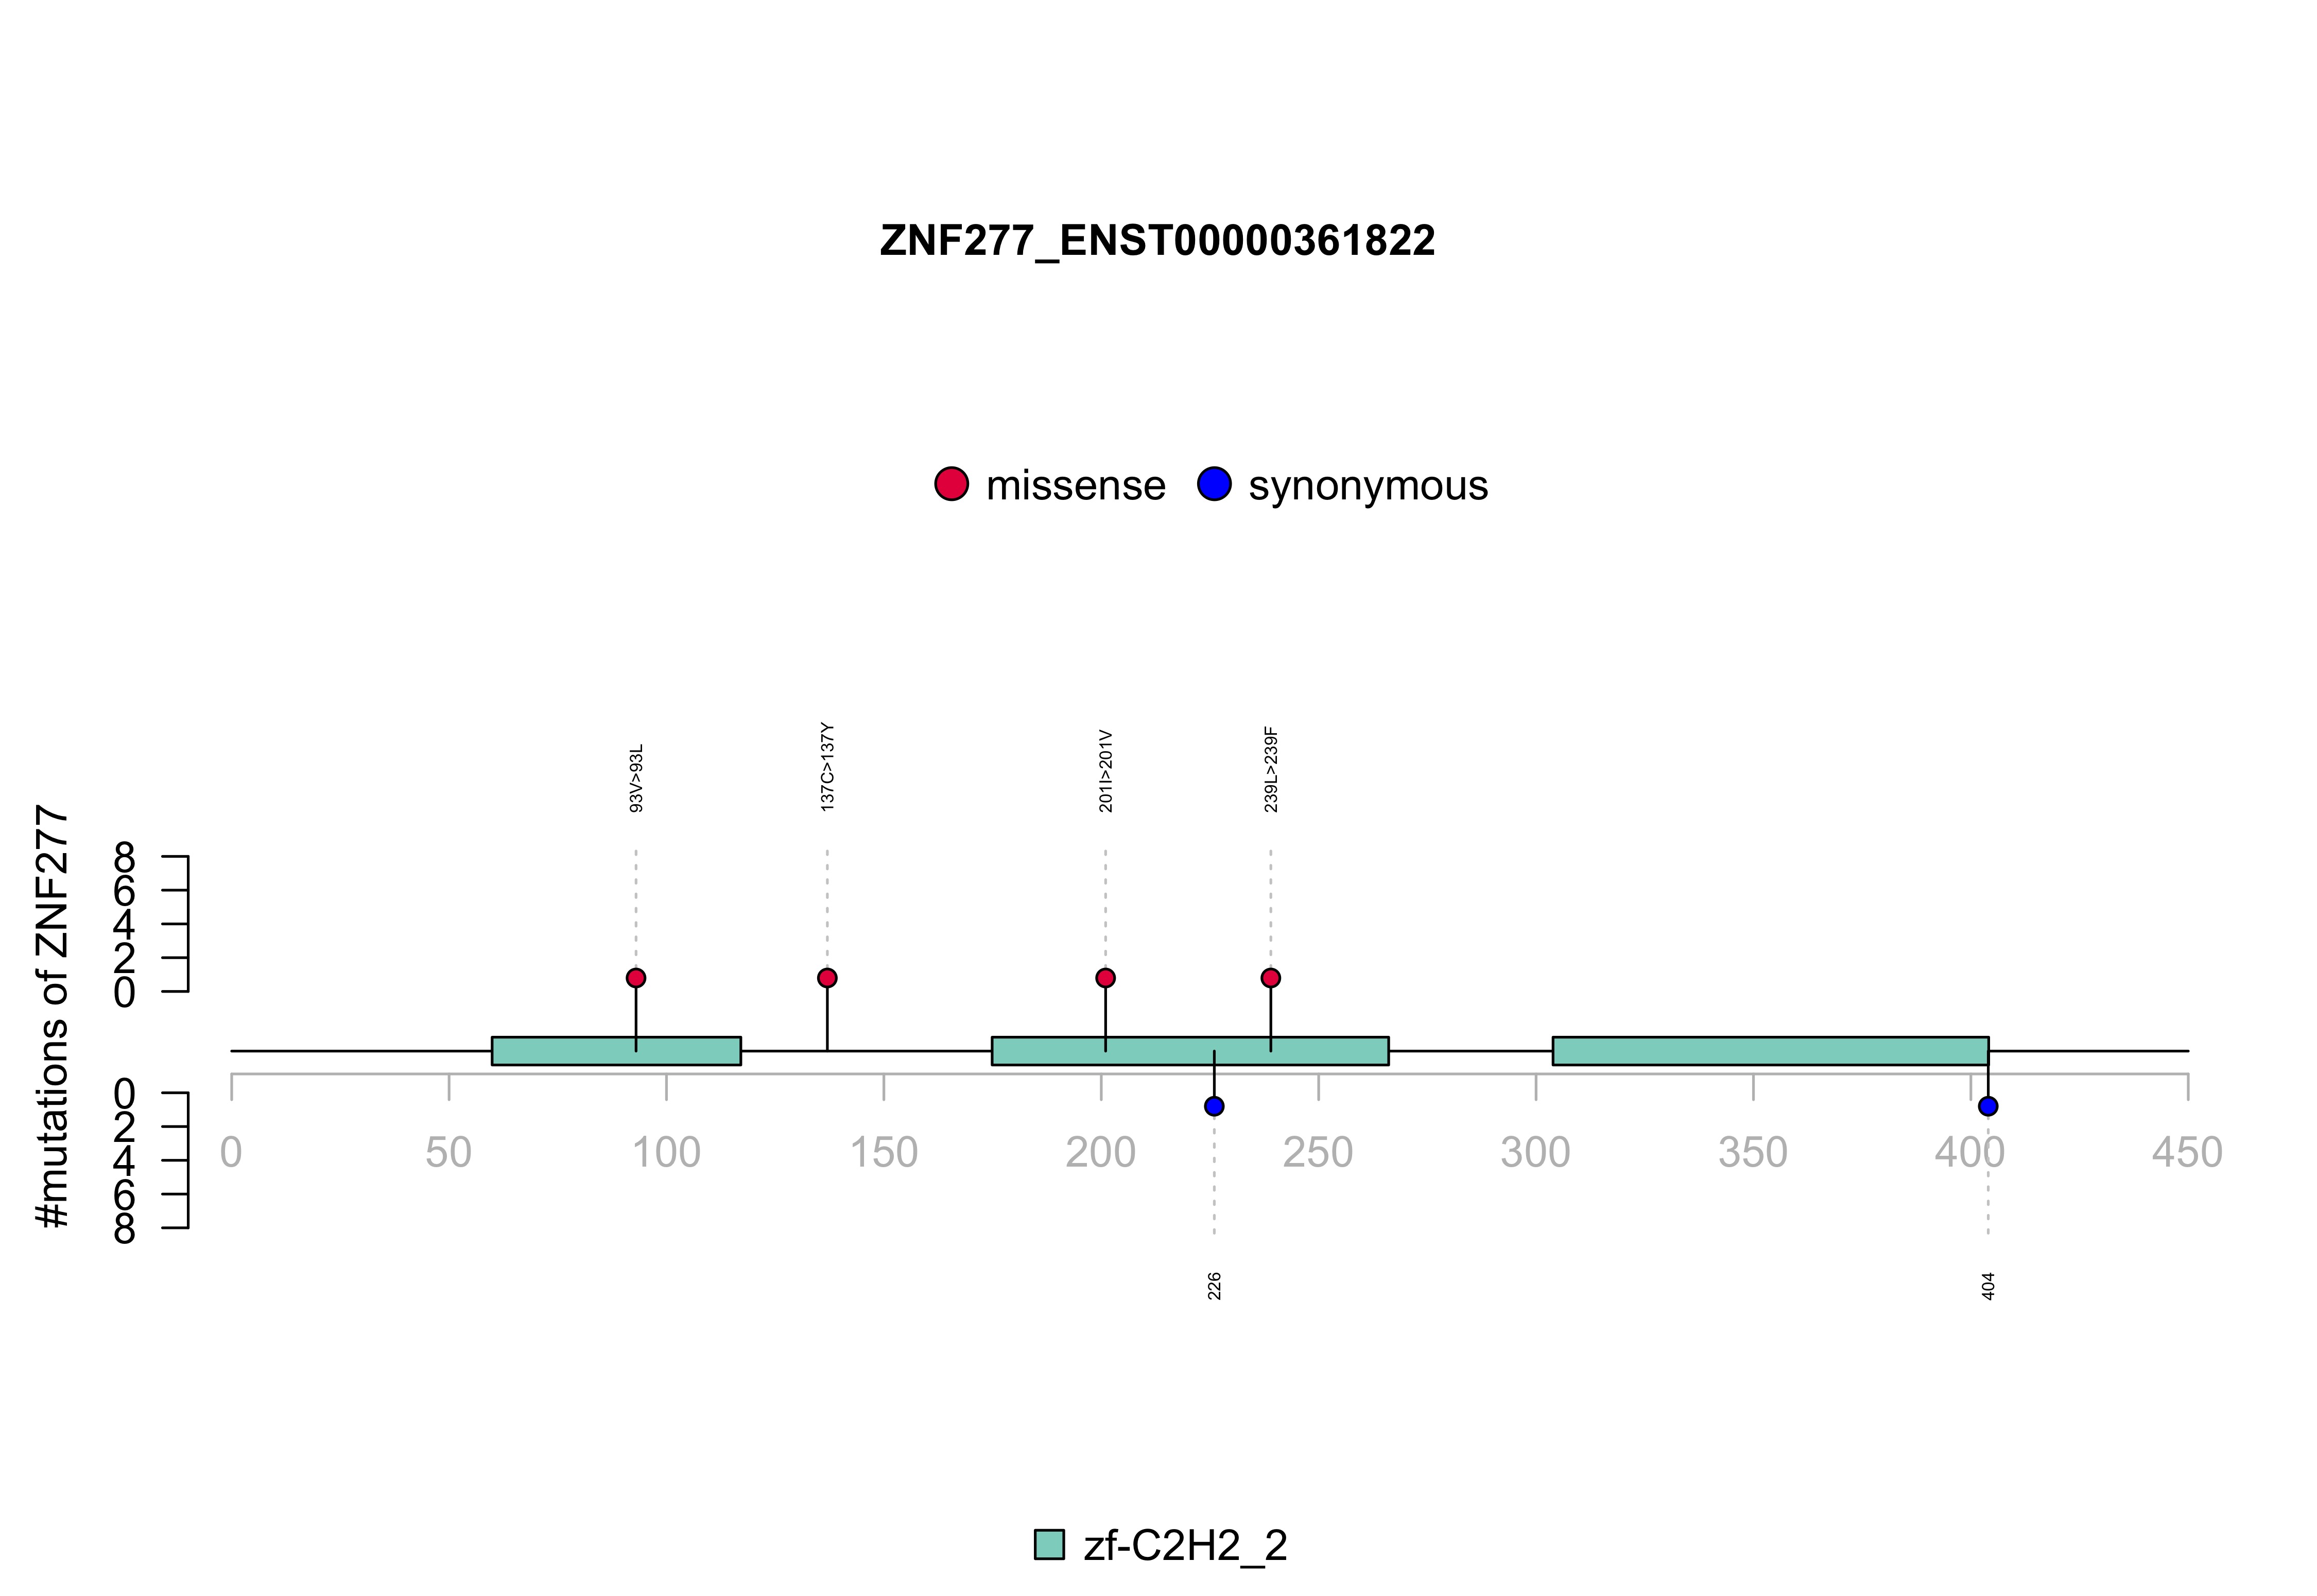 ZNF277_ENST00000361822
missense synonymous
93V>93L
137C>137Y
201I>201V
239L>239F
#mutations of ZNF277
8
6
4
2
0
0
2
4
6
8
0 50 100 150 200 250 300 350 400 450
226
404
zf-C2H2_2